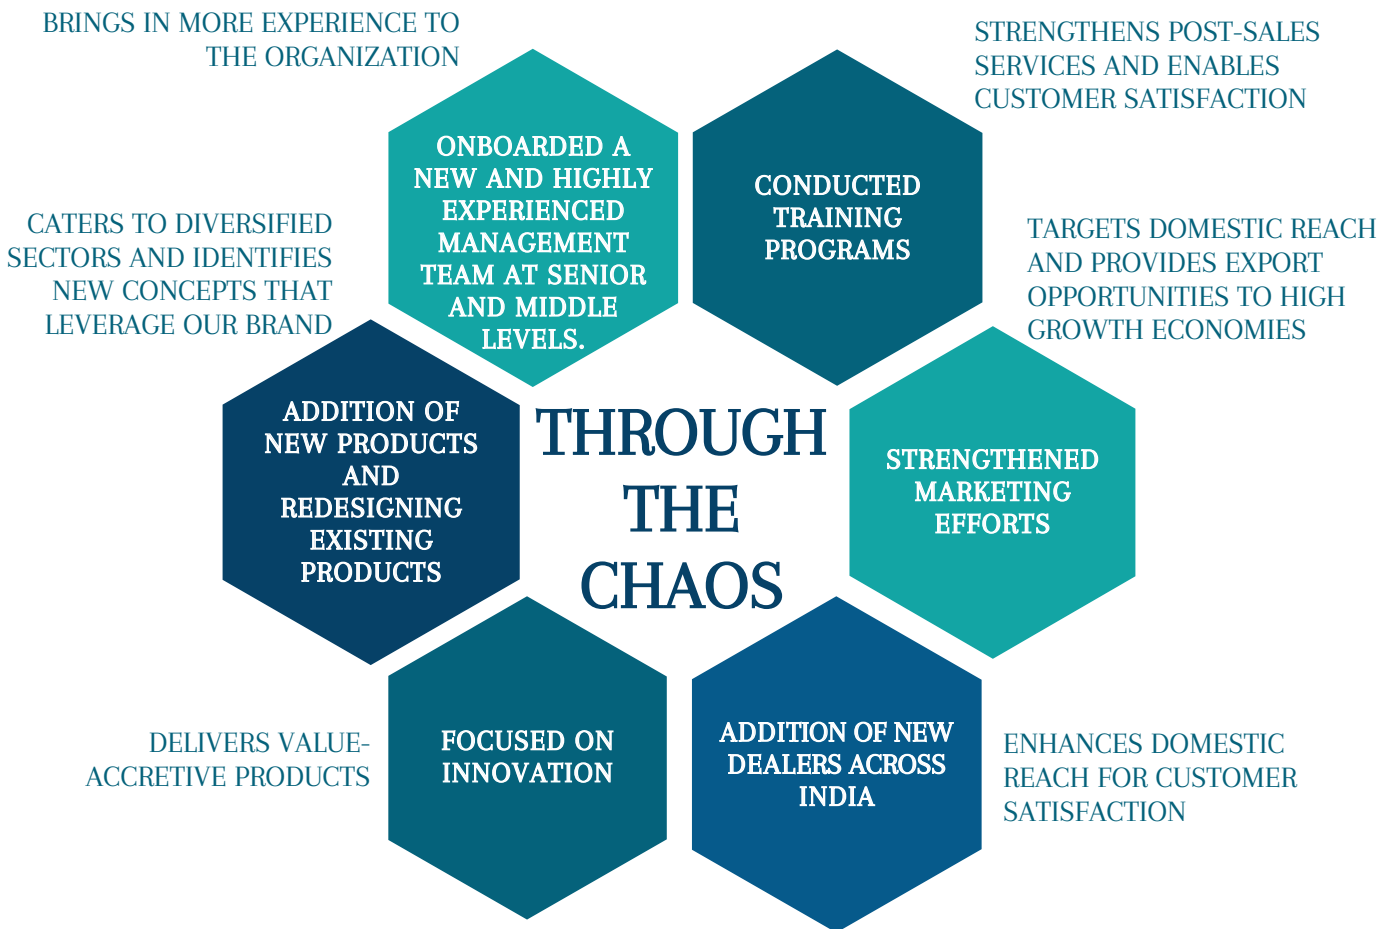 BRINGS IN MORE EXPERIENCE TO
THE ORGANIZATION
STRENGTHENS POST-SALES
SERVICES AND ENABLES
CUSTOMER SATISFACTION
ONBOARDED A
NEW AND HIGHLY
EXPERIENCED
MANAGEMENT
TEAM AT SENIOR
AND MIDDLE
LEVELS.
CONDUCTED
TRAINING
PROGRAMS
CATERS TO DIVERSIFIED
SECTORS AND IDENTIFIES
NEW CONCEPTS THAT
LEVERAGE OUR BRAND
TARGETS DOMESTIC REACH
AND PROVIDES EXPORT
OPPORTUNITIES TO HIGH
GROWTH ECONOMIES
ADDITION OF
NEW PRODUCTS
AND
REDESIGNING
EXISTING
PRODUCTS
THROUGH
THE
CHAOS
STRENGTHENED
MARKETING
EFFORTS
DELIVERS VALUE-
ACCRETIVE PRODUCTS
FOCUSED ON
INNOVATION
ADDITION OF NEW
DEALERS ACROSS
INDIA
ENHANCES DOMESTIC
REACH FOR CUSTOMER
SATISFACTION